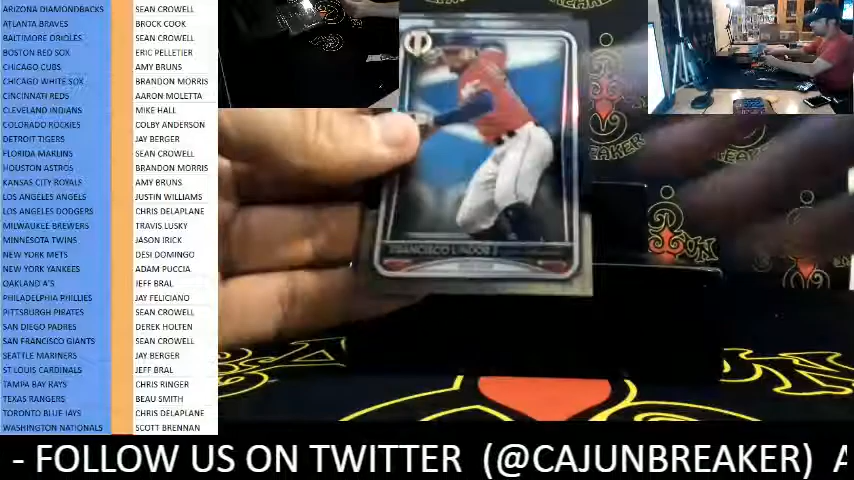 ARIZONA DIAMONDBACKS SEAN CROWELL
ATLANTA BRAVES BROCK COOK
BALTIMORE ORIOLES SEAN CROWELL
BOSTON RED SOX ERIC PELLETIER
CHICAGO CUBS AMY BRUNS
CHICAGO WHITE SOX BRANDON MORRIS
CINCINNATI REDS AARON MOLETTA
CLEVELAND INDIANS MIKE HALL
COLORADO ROCKIES COLBY ANDERSON
DETROIT TIGERS JAY BERGER
FLORIDA MARLINS SEAN CROWELL
HOUSTON ASTROS BRANDON MORRIS
KANSAS CITY ROYALS AMY BRUNS
LOS ANGELES ANGELS JUSTIN WILLIAMS
LOS ANGELES DODGERS CHRIS DELAPLANE
MILWAUKEE BREWERS TRAVIS LUSKY
MINNESOTA TWINS JASON IRICK
NEW YORK METS DESI DOMINGO
NEW YORK YANKEES ADAM PUCCIA
OAKLAND A'S JEFF BRAL
PHILADELPHIA PHILLIES JAY FELICIANO
PITTSBURGH PIRATES SEAN CROWELL
SAN DIEGO PADRES DEREK HOLTEN
SAN FRANCISCO GIANTS SEAN CROWELL
SEATTLE MARINERS JAY BERGER
ST LOUIS CARDINALS JEFF BRAL
TAMPA BAY RAYS CHRIS RINGER
TEXAS RANGERS BEAU SMITH
TORONTO BLUE JAYS CHRIS DELAPLANE
WASHINGTON NATIONALS SCOTT BRENNAN
FRANCISCO LINDOR
BREAKER
- FOLLOW US ON TWITTER (@CAJUNBREAKER) A